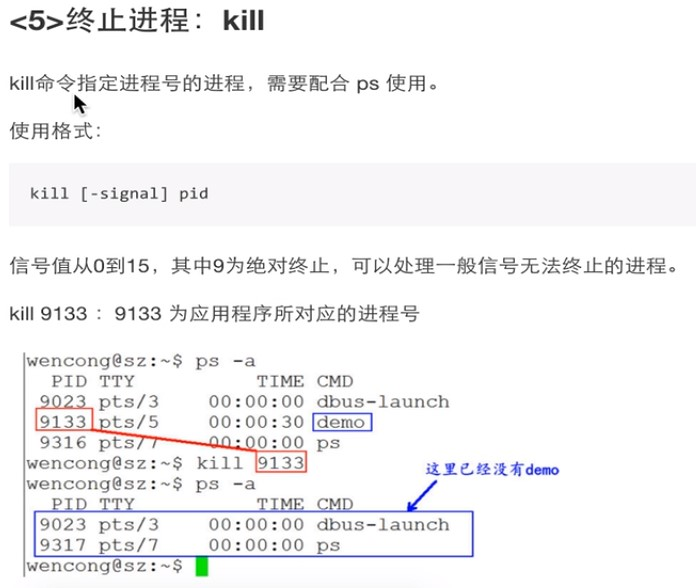 <5>终止进程：kill
kill命令指定进程号的进程，需要配合 ps 使用。
使用格式：
kill [-signal] pid
信号值从0到15，其中9为绝对终止，可以处理一般信号无法终止的进程。
kill 9133 ：9133 为应用程序所对应的进程号
wencong@sz:~$ ps -a
PID TTY TIME CMD
9023 pts/3 00:00:00 dbus-launch
9133 pts/5 00:00:30 demo
9316 pts/7 00:00:00 ps
wencong@sz:~$ kill 9133
这里已经没有demo
wencong@sz:~$ ps -a
PID TTY TIME CMD
9023 pts/3 00:00:00 dbus-launch
9317 pts/7 00:00:00 ps
wencong@sz:~$